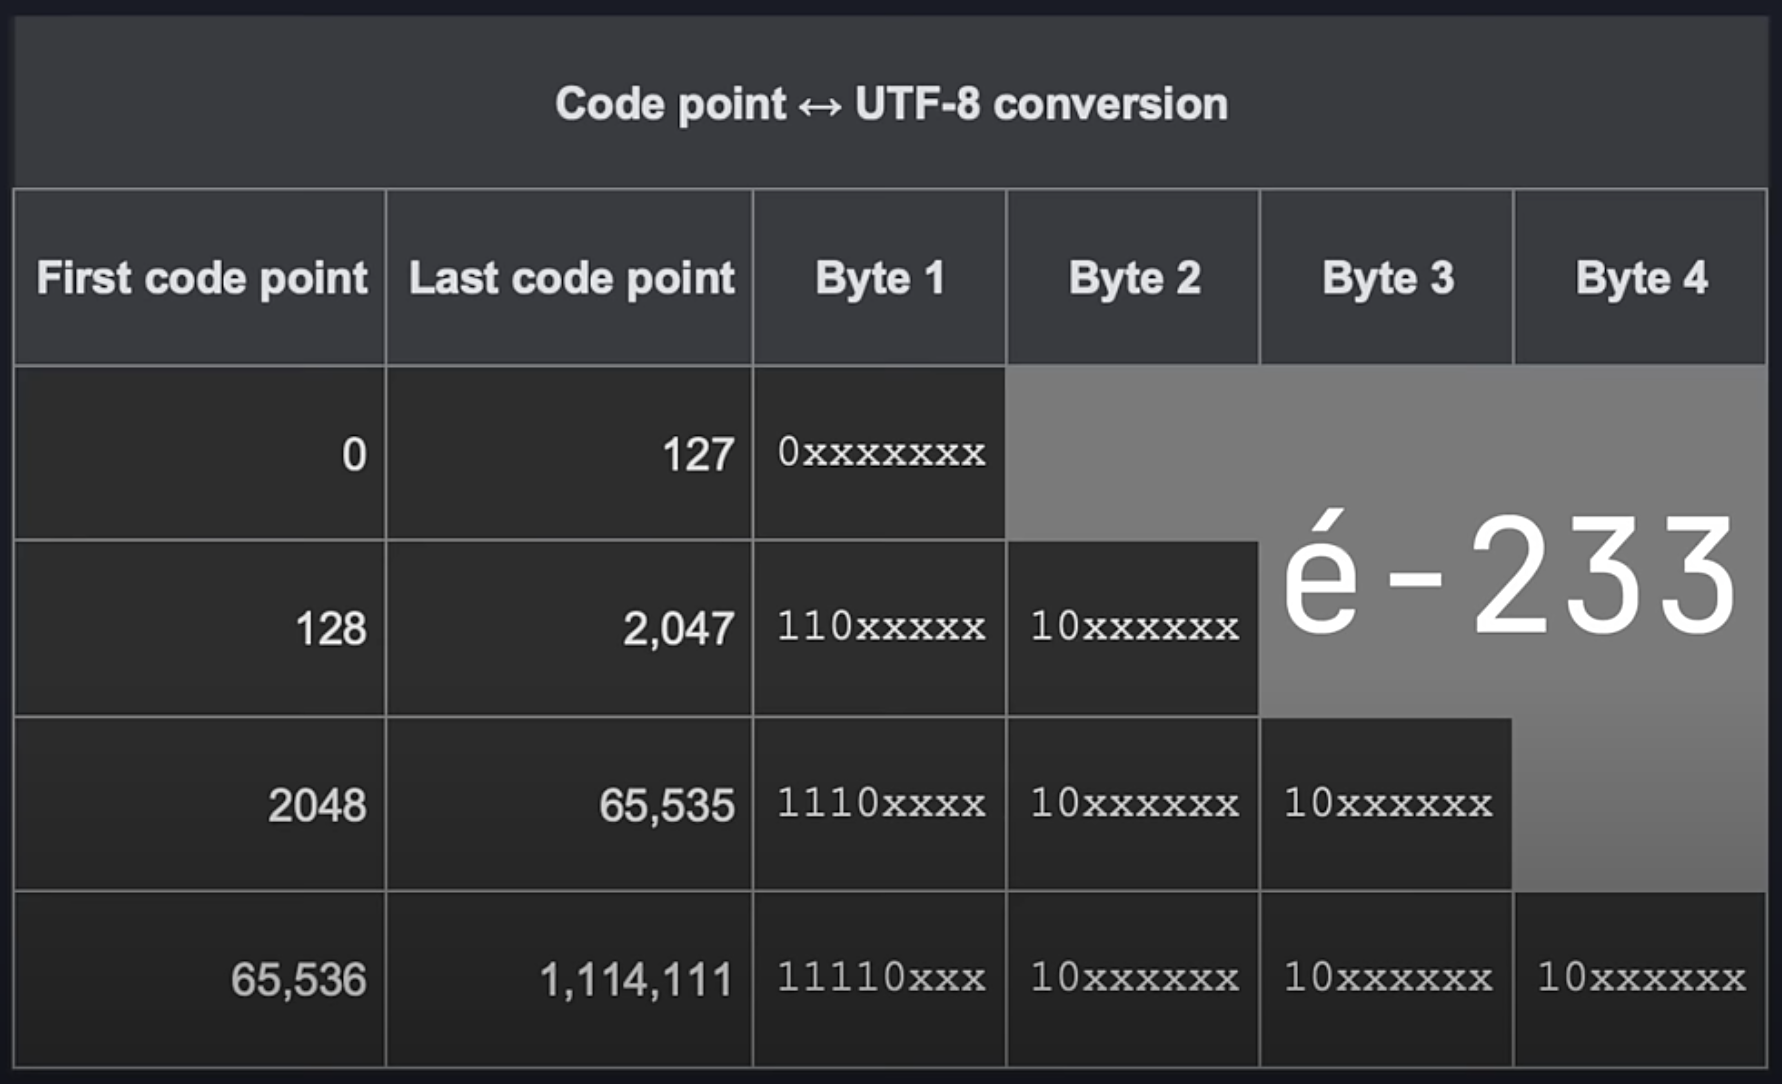 Code point ↔ UTF-8 conversion
First code point Last code point Byte 1 Byte 2 Byte 3 Byte 4
0 127 0xxxxxxx
é-233
128 2,047 110xxxxx 10xxxxxx
2048 65,535 1110xxxx 10xxxxxx 10xxxxxx
65,536 1,114,111 11110xxx 10xxxxxx 10xxxxxx 10xxxxxx